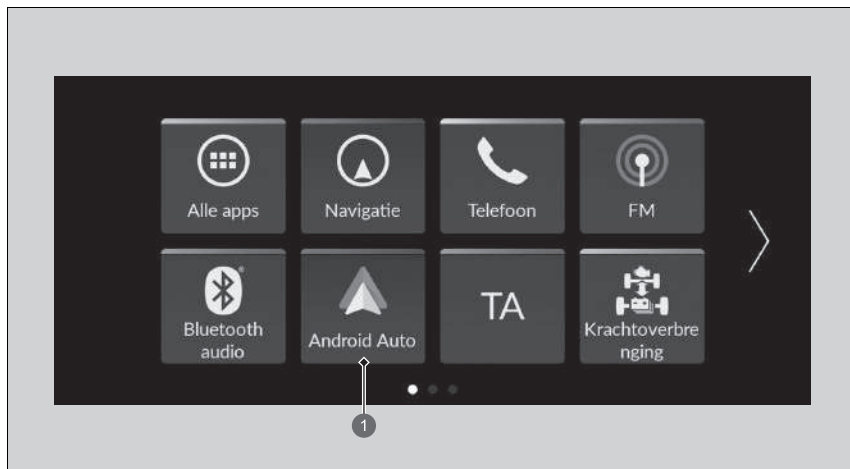 Alle apps
Navigatie
Telefoon
FM
Bluetooth
audio
Android Auto
TA
Krachtoverbre
nging
1